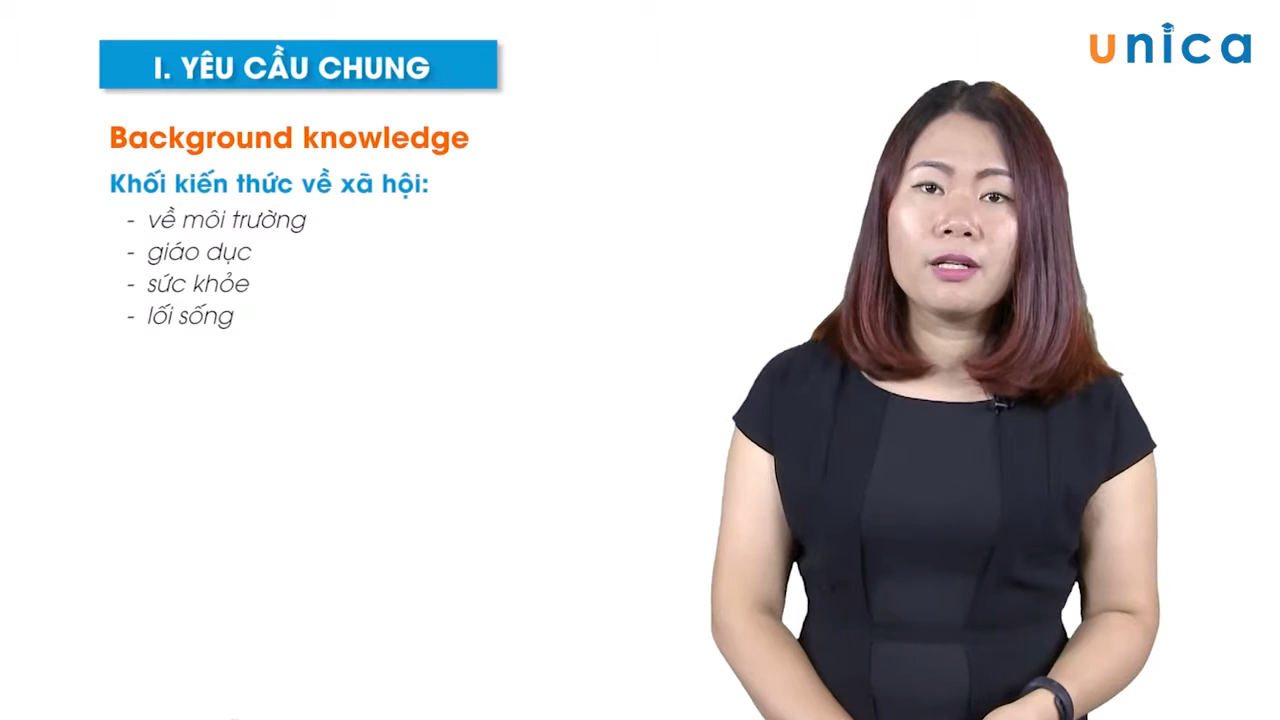 I. YÊU CẦU CHUNG
unica
Background knowledge
Khối kiến thức về xã hội:
- về môi trường
- giáo dục
- sức khỏe
- lối sống